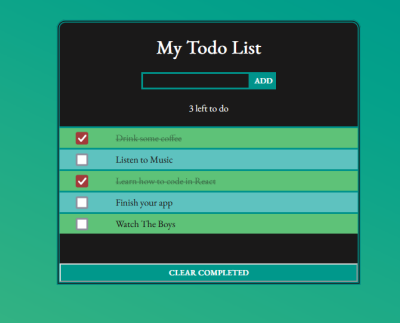 My Todo List
ADD
3 left to do
Drink some coffee
Listen to Music
Learn how to code in React
Finish your app
Watch The Boys
CLEAR COMPLETED